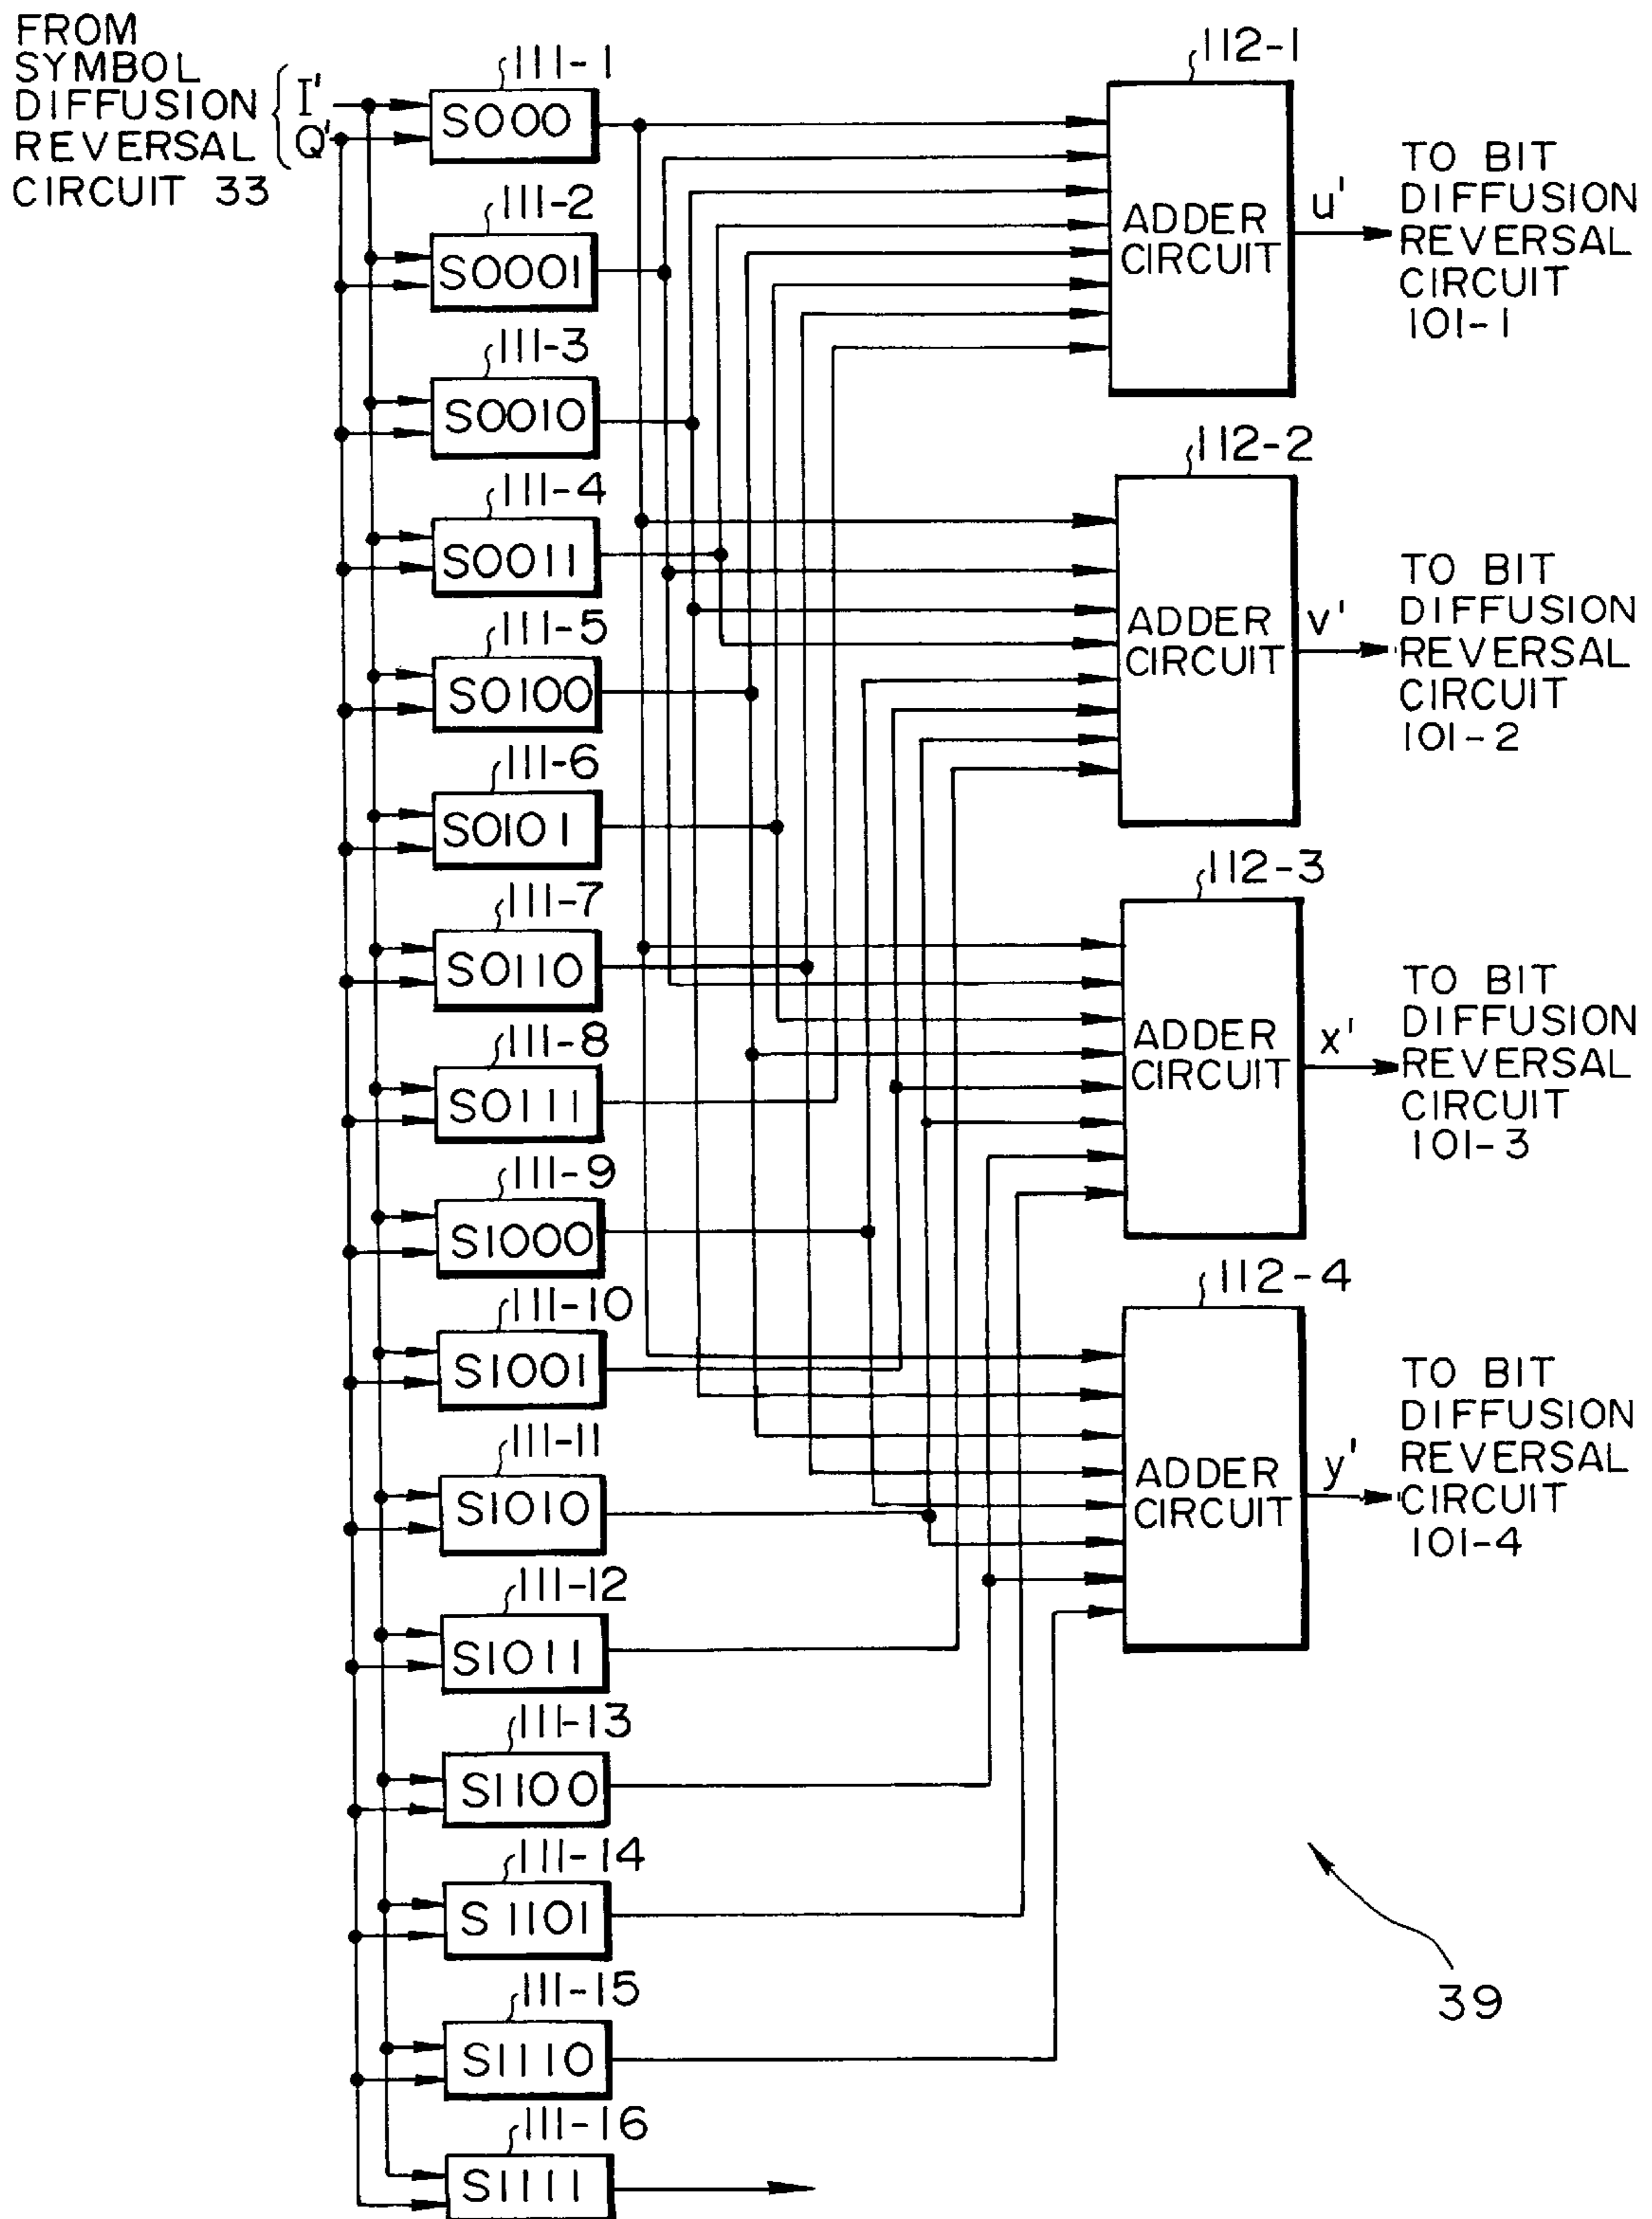 FROM
SYMBOL
DIFFUSION
REVERSAL
CIRCUIT 33
I'
Q'
111-1
S000
111-2
S0001
111-3
S0010
111-4
S0011
111-5
S0100
111-6
S0101
111-7
S0110
111-8
S0111
111-9
S1000
111-10
S1001
111-11
S1010
111-12
S1011
111-13
S1100
111-14
S1101
111-15
S1110
111-16
S1111
112-1
ADDER
CIRCUIT
u'
TO BIT
DIFFUSION
REVERSAL
CIRCUIT
101-1
112-2
ADDER
CIRCUIT
v'
TO BIT
DIFFUSION
REVERSAL
CIRCUIT
101-2
112-3
ADDER
CIRCUIT
x'
TO BIT
DIFFUSION
REVERSAL
CIRCUIT
101-3
112-4
ADDER
CIRCUIT
y'
TO BIT
DIFFUSION
REVERSAL
CIRCUIT
101-4
39